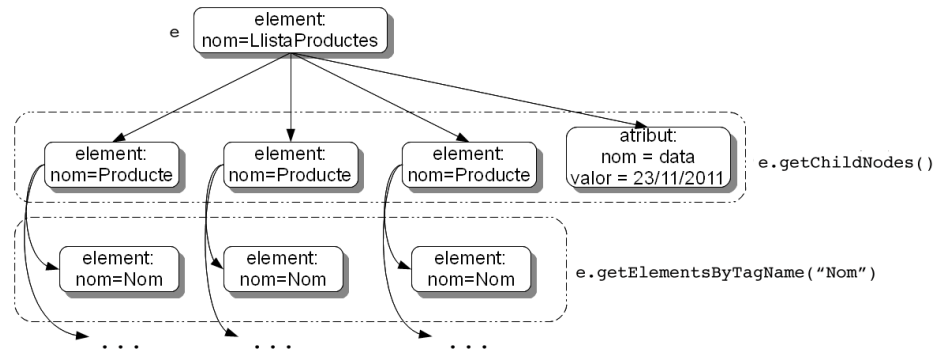 e
element:
nom=LlistaProductes
element:
nom=Producte
element:
nom=Producte
element:
nom=Producte
atribut:
nom = data
valor = 23/11/2011
e.getChildNodes()
element:
nom=Nom
element:
nom=Nom
element:
nom=Nom
e.getElementsByTagName(“Nom”)
...
...
...